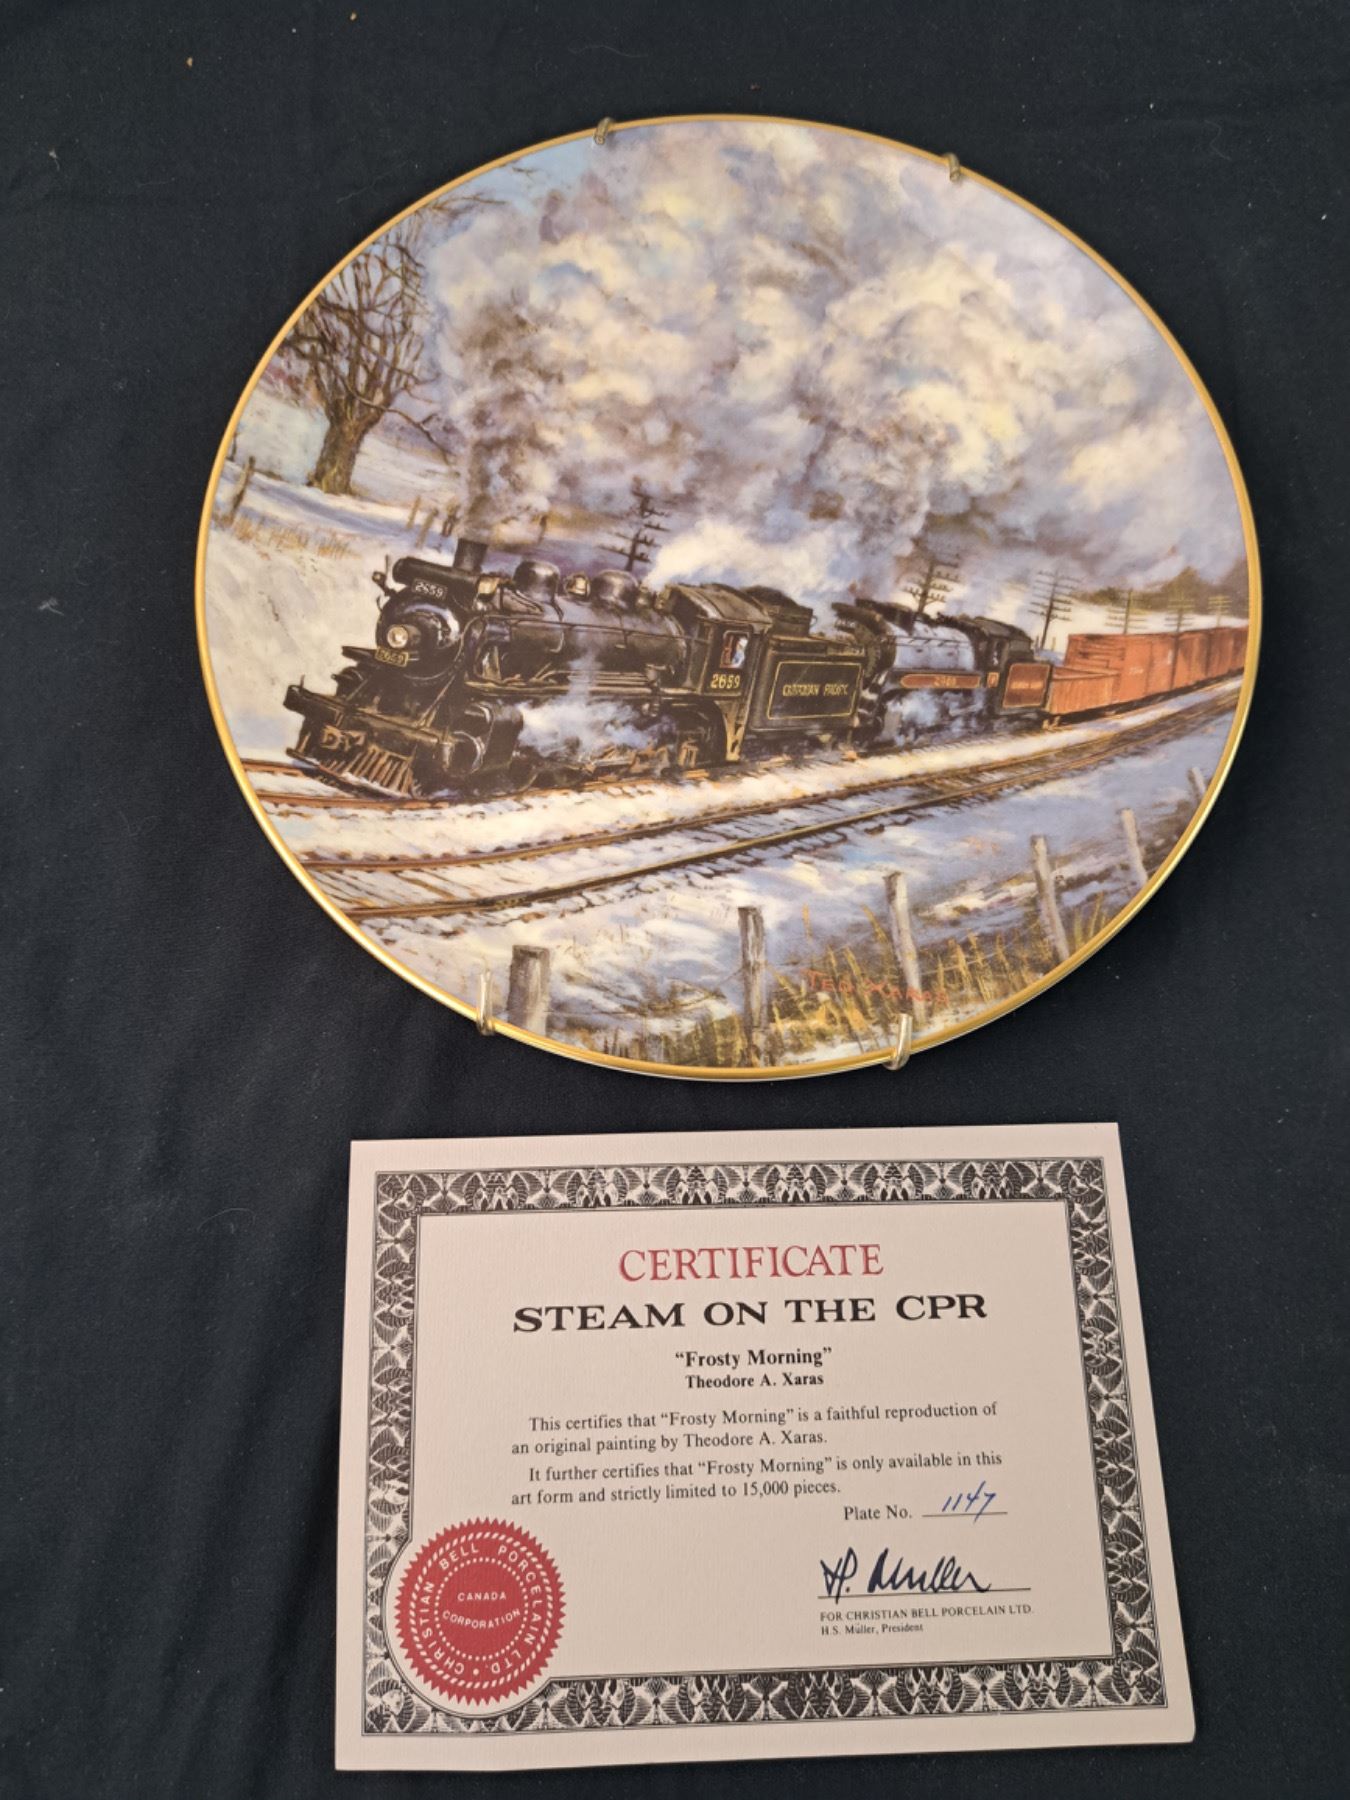 2659
2659
2659
CANADIAN PACIFIC
TED XARAS
CERTIFICATE
STEAM ON THE CPR
“Frosty Morning”
Theodore A. Xaras
This certifies that “Frosty Morning” is a faithful reproduction of
an original painting by Theodore A. Xaras.
It further certifies that “Frosty Morning” is only available in this
art form and strictly limited to 15,000 pieces.
Plate No. 1147
H. Müller
FOR CHRISTIAN BELL PORCELAIN LTD.
H.S. Müller, President
CHRISTIAN BELL PORCELAIN LTD.
CANADA
CORPORATION